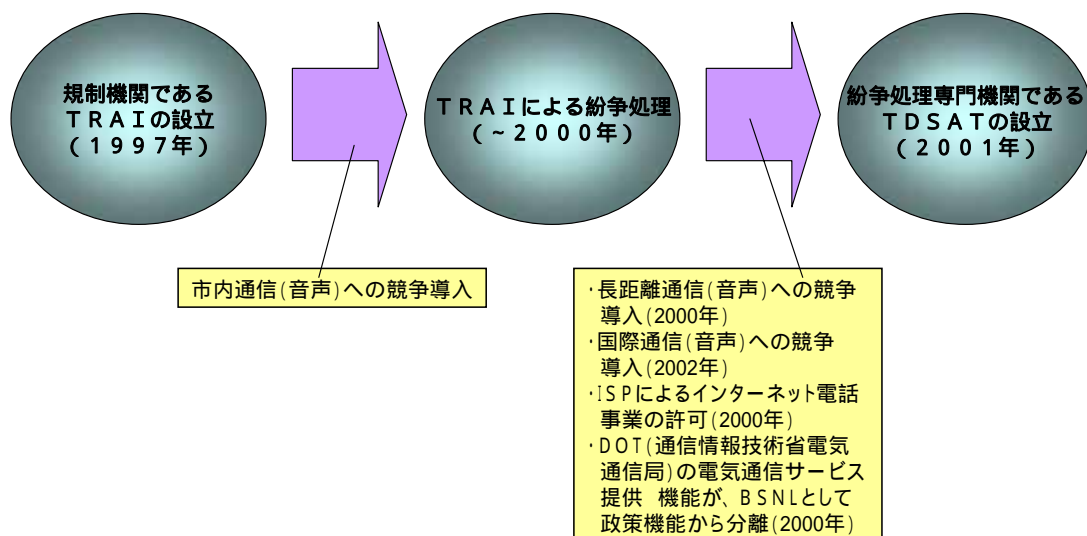 規制機関である
TRAIの設立
(1997年)
TRAIによる紛争処理
(~2000年)
紛争処理専門機関である
TDSATの設立
(2001年)
市内通信(音声)への競争導入
・長距離通信(音声)への競争
導入(2000年)
・国際通信(音声)への競争
導入(2002年)
・ISPによるインターネット電話
事業の許可(2000年)
・DOT(通信情報技術省電気
通信局)の電気通信サービス
提供 機能が、BSNLとして
政策機能から分離(2000年)